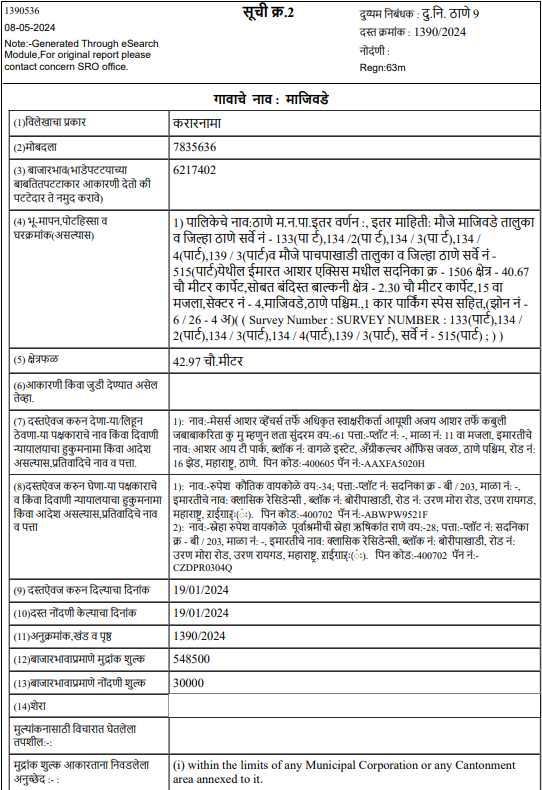 1390536
08-05-2024
Note:-Generated Through eSearch
Module,For original report please
contact concern SRO office.
सूची क्र.2
दुय्यम निबंधक : दु.नि. ठाणे 9
दस्त क्रमांक : 1390/2024
नोदंणी :
Regn:63m
गावाचे नाव : माजिवडे
(1)विलेखाचा प्रकार
करारनामा
(2)मोबदला
7835636
(3) बाजारभाव(भाडेपटटयाच्या
बाबतितपटटाकार आकारणी देतो की
पटटेदार ते नमुद करावे)
6217402
(4) भू-मापन,पोटहिस्सा व
घरक्रमांक(असल्यास)
1) पालिकेचे नाव:ठाणे म.न.पा.इतर वर्णन :, इतर माहिती: मौजे माजिवडे तालुका
व जिल्हा ठाणे सर्वे नं - 133(पा र्ट),134 /2(पा र्ट),134 / 3(पा र्ट),134 /
4(पार्ट),139 / 3(पार्ट)व मौजे पाचपाखाडी तालुका व जिल्हा ठाणे सर्वे नं -
515(पार्ट)येथील ईमारत आशर एक्सिस मधील सदनिका क्र - 1506 क्षेत्र - 40.67
चौ मीटर कार्पेट,सोबत बंदिस्त बाल्कनी क्षेत्र - 2.30 चौ मीटर कार्पेट,15 वा
मजला,सेक्टर नं - 4,माजिवडे,ठाणे पश्चिम.,1 कार पार्किंग स्पेस सहित,(झोन नं -
6 / 26 - 4 अ)( ( Survey Number : SURVEY NUMBER : 133(पार्ट),134 /
2(पार्ट),134 / 3(पार्ट),134 / 4(पार्ट),139 / 3(पार्ट), सर्वे नं - 515(पार्ट) ; ) )
(5) क्षेत्रफळ
42.97 चौ.मीटर
(6)आकारणी किंवा जुडी देण्यात असेल
तेव्हा.
(7) दस्तऐवज करुन देणा-या/लिहून
ठेवणा-या पक्षकाराचे नाव किंवा दिवाणी
न्यायालयाचा हुकुमनामा किंवा आदेश
असल्यास,प्रतिवादिचे नाव व पत्ता.
1): नाव:-मेसर्स आशर व्हेंचर्स तर्फे अधिकृत स्वाक्षरीकर्ता आयूशी अजय आशर तर्फे कबुली
जबाबाकरिता कु मु म्हणुन लता सुंदरम वय:-61 पत्ता:-प्लॉट नं: -, माळा नं: 11 वा मजला, इमारतीचे
नाव: आशर आय टी पार्क, ब्लॉक नं: वागळे इस्टेट, अँग्रीकल्चर ऑफिस जवळ, ठाणे पश्चिम, रोड नं:
16 झेड, महाराष्ट्र, ठाणे. पिन कोड:-400605 पॅन नं:-AAXFA5020H
(8)दस्तऐवज करुन घेणा-या पक्षकाराचे
व किंवा दिवाणी न्यायालयाचा हुकुमनामा
किंवा आदेश असल्यास,प्रतिवादिचे नाव
व पत्ता
1): नाव:-रुपेश कौतिक वायकोळे वय:-34; पत्ता:-प्लॉट नं: सदनिका क्र - बी / 203, माळा नं: -,
इमारतीचे नाव: क्लासिक रेसिडेन्सी , ब्लॉक नं: बोरीपाखाडी, रोड नं: उरण मोरा रोड, उरण रायगड,
महाराष्ट्र, राईगारः(ंः). पिन कोड:-400702 पॅन नं:-ABWPW9521F
2): नाव:-स्नेहा रुपेश वायकोळे पूर्वाश्रमीची स्नेहा ऋषिकांत राणे वय:-28; पत्ता:-प्लॉट नं: सदनिका
क्र - बी / 203, माळा नं: -, इमारतीचे नाव: क्लासिक रेसिडेन्सी, ब्लॉक नं: बोरीपाखाडी, रोड नं:
उरण मोरा रोड, उरण रायगड, महाराष्ट्र, राईगारः(ंः). पिन कोड:-400702 पॅन नं:-
CZDPR0304Q
(9) दस्तऐवज करुन दिल्याचा दिनांक
19/01/2024
(10)दस्त नोंदणी केल्याचा दिनांक
19/01/2024
(11)अनुक्रमांक,खंड व पृष्ठ
1390/2024
(12)बाजारभावाप्रमाणे मुद्रांक शुल्क
548500
(13)बाजारभावाप्रमाणे नोंदणी शुल्क
30000
(14)शेरा
मुल्यांकनासाठी विचारात घेतलेला
तपशील:-:
मुद्रांक शुल्क आकारताना निवडलेला
अनुच्छेद :- :
(i) within the limits of any Municipal Corporation or any Cantonment
area annexed to it.